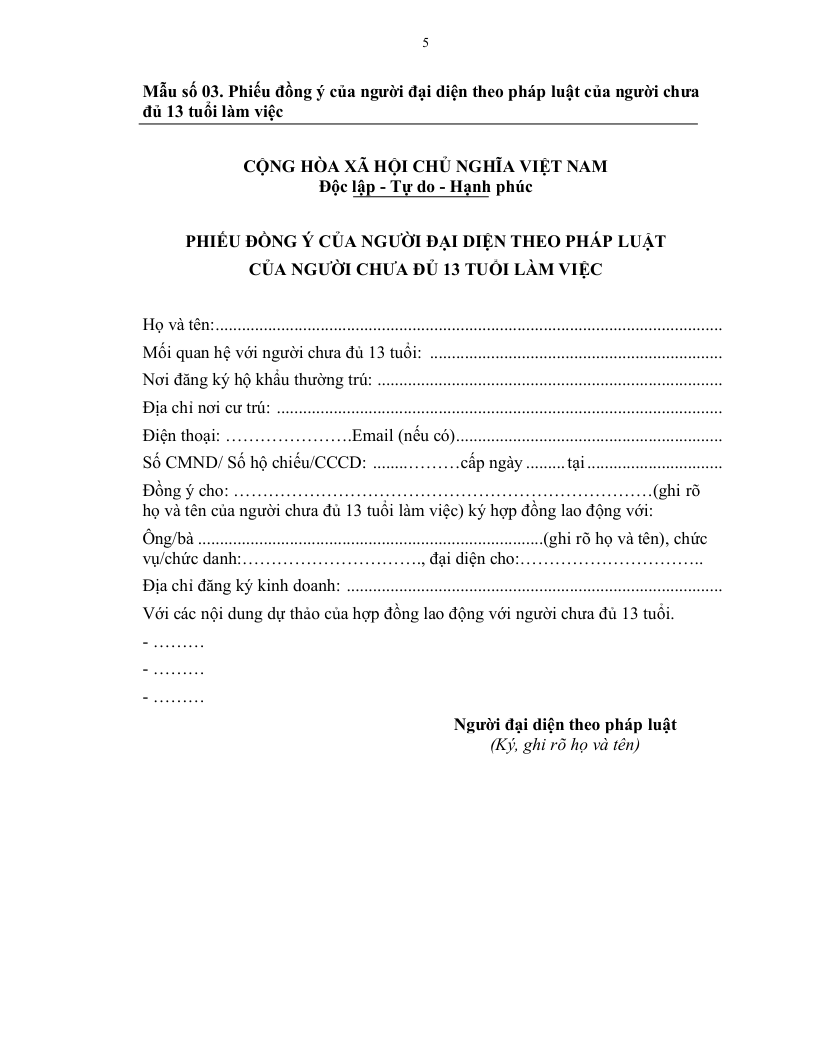 5
Mẫu số 03. Phiếu đồng ý của người đại diện theo pháp luật của người chưa
đủ 13 tuổi làm việc
CỘNG HÒA XÃ HỘI CHỦ NGHĨA VIỆT NAM
Độc lập - Tự do - Hạnh phúc
PHIẾU ĐỒNG Ý CỦA NGƯỜI ĐẠI DIỆN THEO PHÁP LUẬT
CỦA NGƯỜI CHƯA ĐỦ 13 TUỔI LÀM VIỆC
Họ và tên:.....................................................................................................................
Mối quan hệ với người chưa đủ 13 tuổi: ...................................................................
Nơi đăng ký hộ khẩu thường trú: ...............................................................................
Địa chỉ nơi cư trú: ......................................................................................................
Điện thoại: ………………….Email (nếu có).............................................................
Số CMND/ Số hộ chiếu/CCCD: ........………cấp ngày ......... tại ...............................
Đồng ý cho: ………………………………………………………………(ghi rõ
họ và tên của người chưa đủ 13 tuổi làm việc) ký hợp đồng lao động với:
Ông/bà ...............................................................................(ghi rõ họ và tên), chức
vụ/chức danh:…………………………., đại diện cho:…………………………..
Địa chỉ đăng ký kinh doanh: ......................................................................................
Với các nội dung dự thảo của hợp đồng lao động với người chưa đủ 13 tuổi.
- ………
- ………
- ………
Người đại diện theo pháp luật
(Ký, ghi rõ họ và tên)